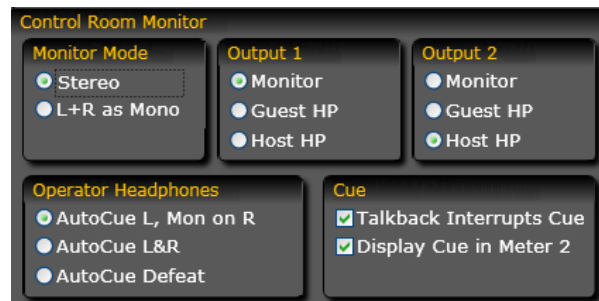 Control Room Monitor
Monitor Mode
Stereo
L+R as Mono
Output 1
Monitor
Guest HP
Host HP
Output 2
Monitor
Guest HP
Host HP
Operator Headphones
AutoCue L, Mon on R
AutoCue L&R
AutoCue Defeat
Cue
Talkback Interrupts Cue
Display Cue in Meter 2